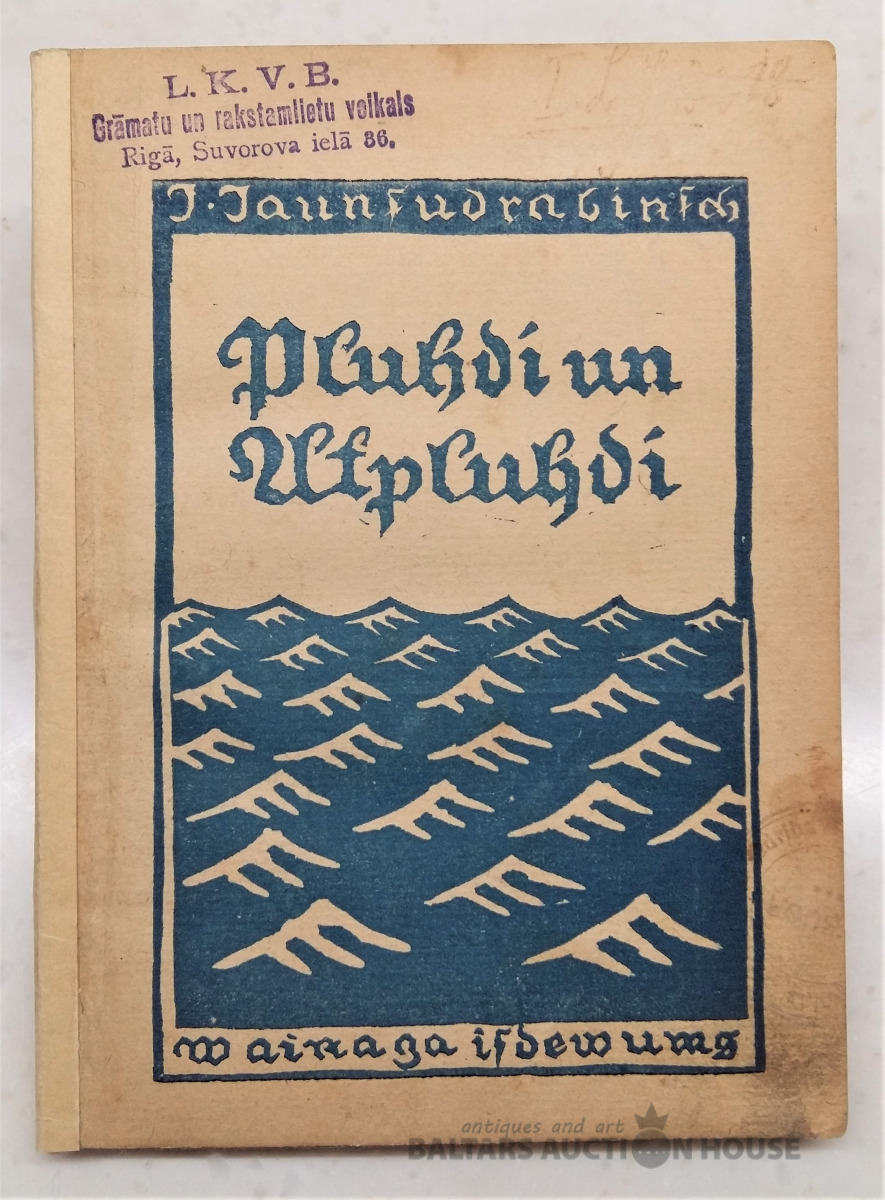 L. K. V. B.
Grāmatu un rakstamlietu veikals
Rigā, Suvorova ielā 36.
J. Jaunſudrabinſch
Pluhdi un
Atpluhdi
Wainaga iſdewums
antiques and art
BALTARS AUCTION HOUSE